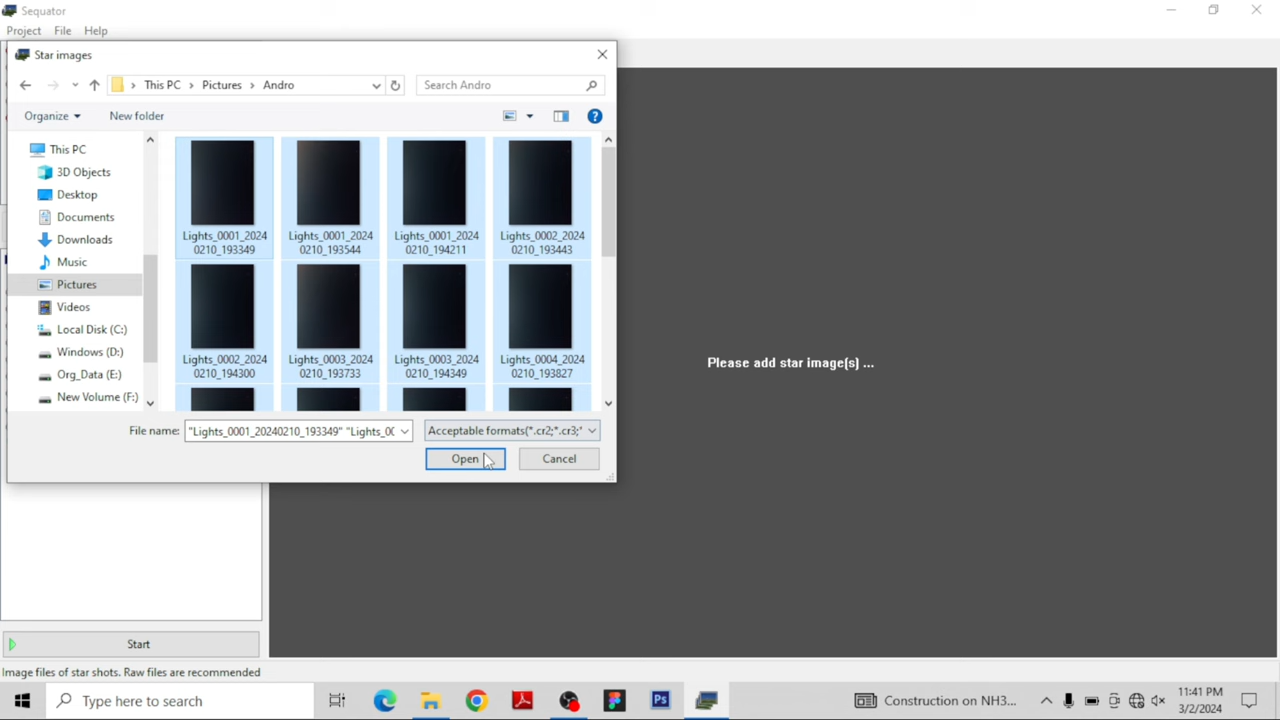 Sequator
Project File Help
Star images
This PC Pictures Andro
Search Andro
Organize New folder
This PC
3D Objects
Desktop
Documents
Downloads
Music
Pictures
Videos
Local Disk (C:)
Windows (D:)
Org_Data (E:)
New Volume (F:)
Lights_0001_2024 Lights_0001_2024 Lights_0001_2024 Lights_0002_2024
0210_193349 0210_193544 0210_194211 0210_193443
Lights_0002_2024 Lights_0003_2024 Lights_0003_2024 Lights_0004_2024
0210_194300 0210_193733 0210_194349 0210_193827
File name: "Lights_0001_20240210_193349" "Lights_0( Acceptable formats(*.cr2;*.cr3;*
Open Cancel
Please add star image(s) ...
Start
Image files of star shots. Raw files are recommended
Type here to search
Ps
Construction on NH3...
11:41 PM
3/2/2024